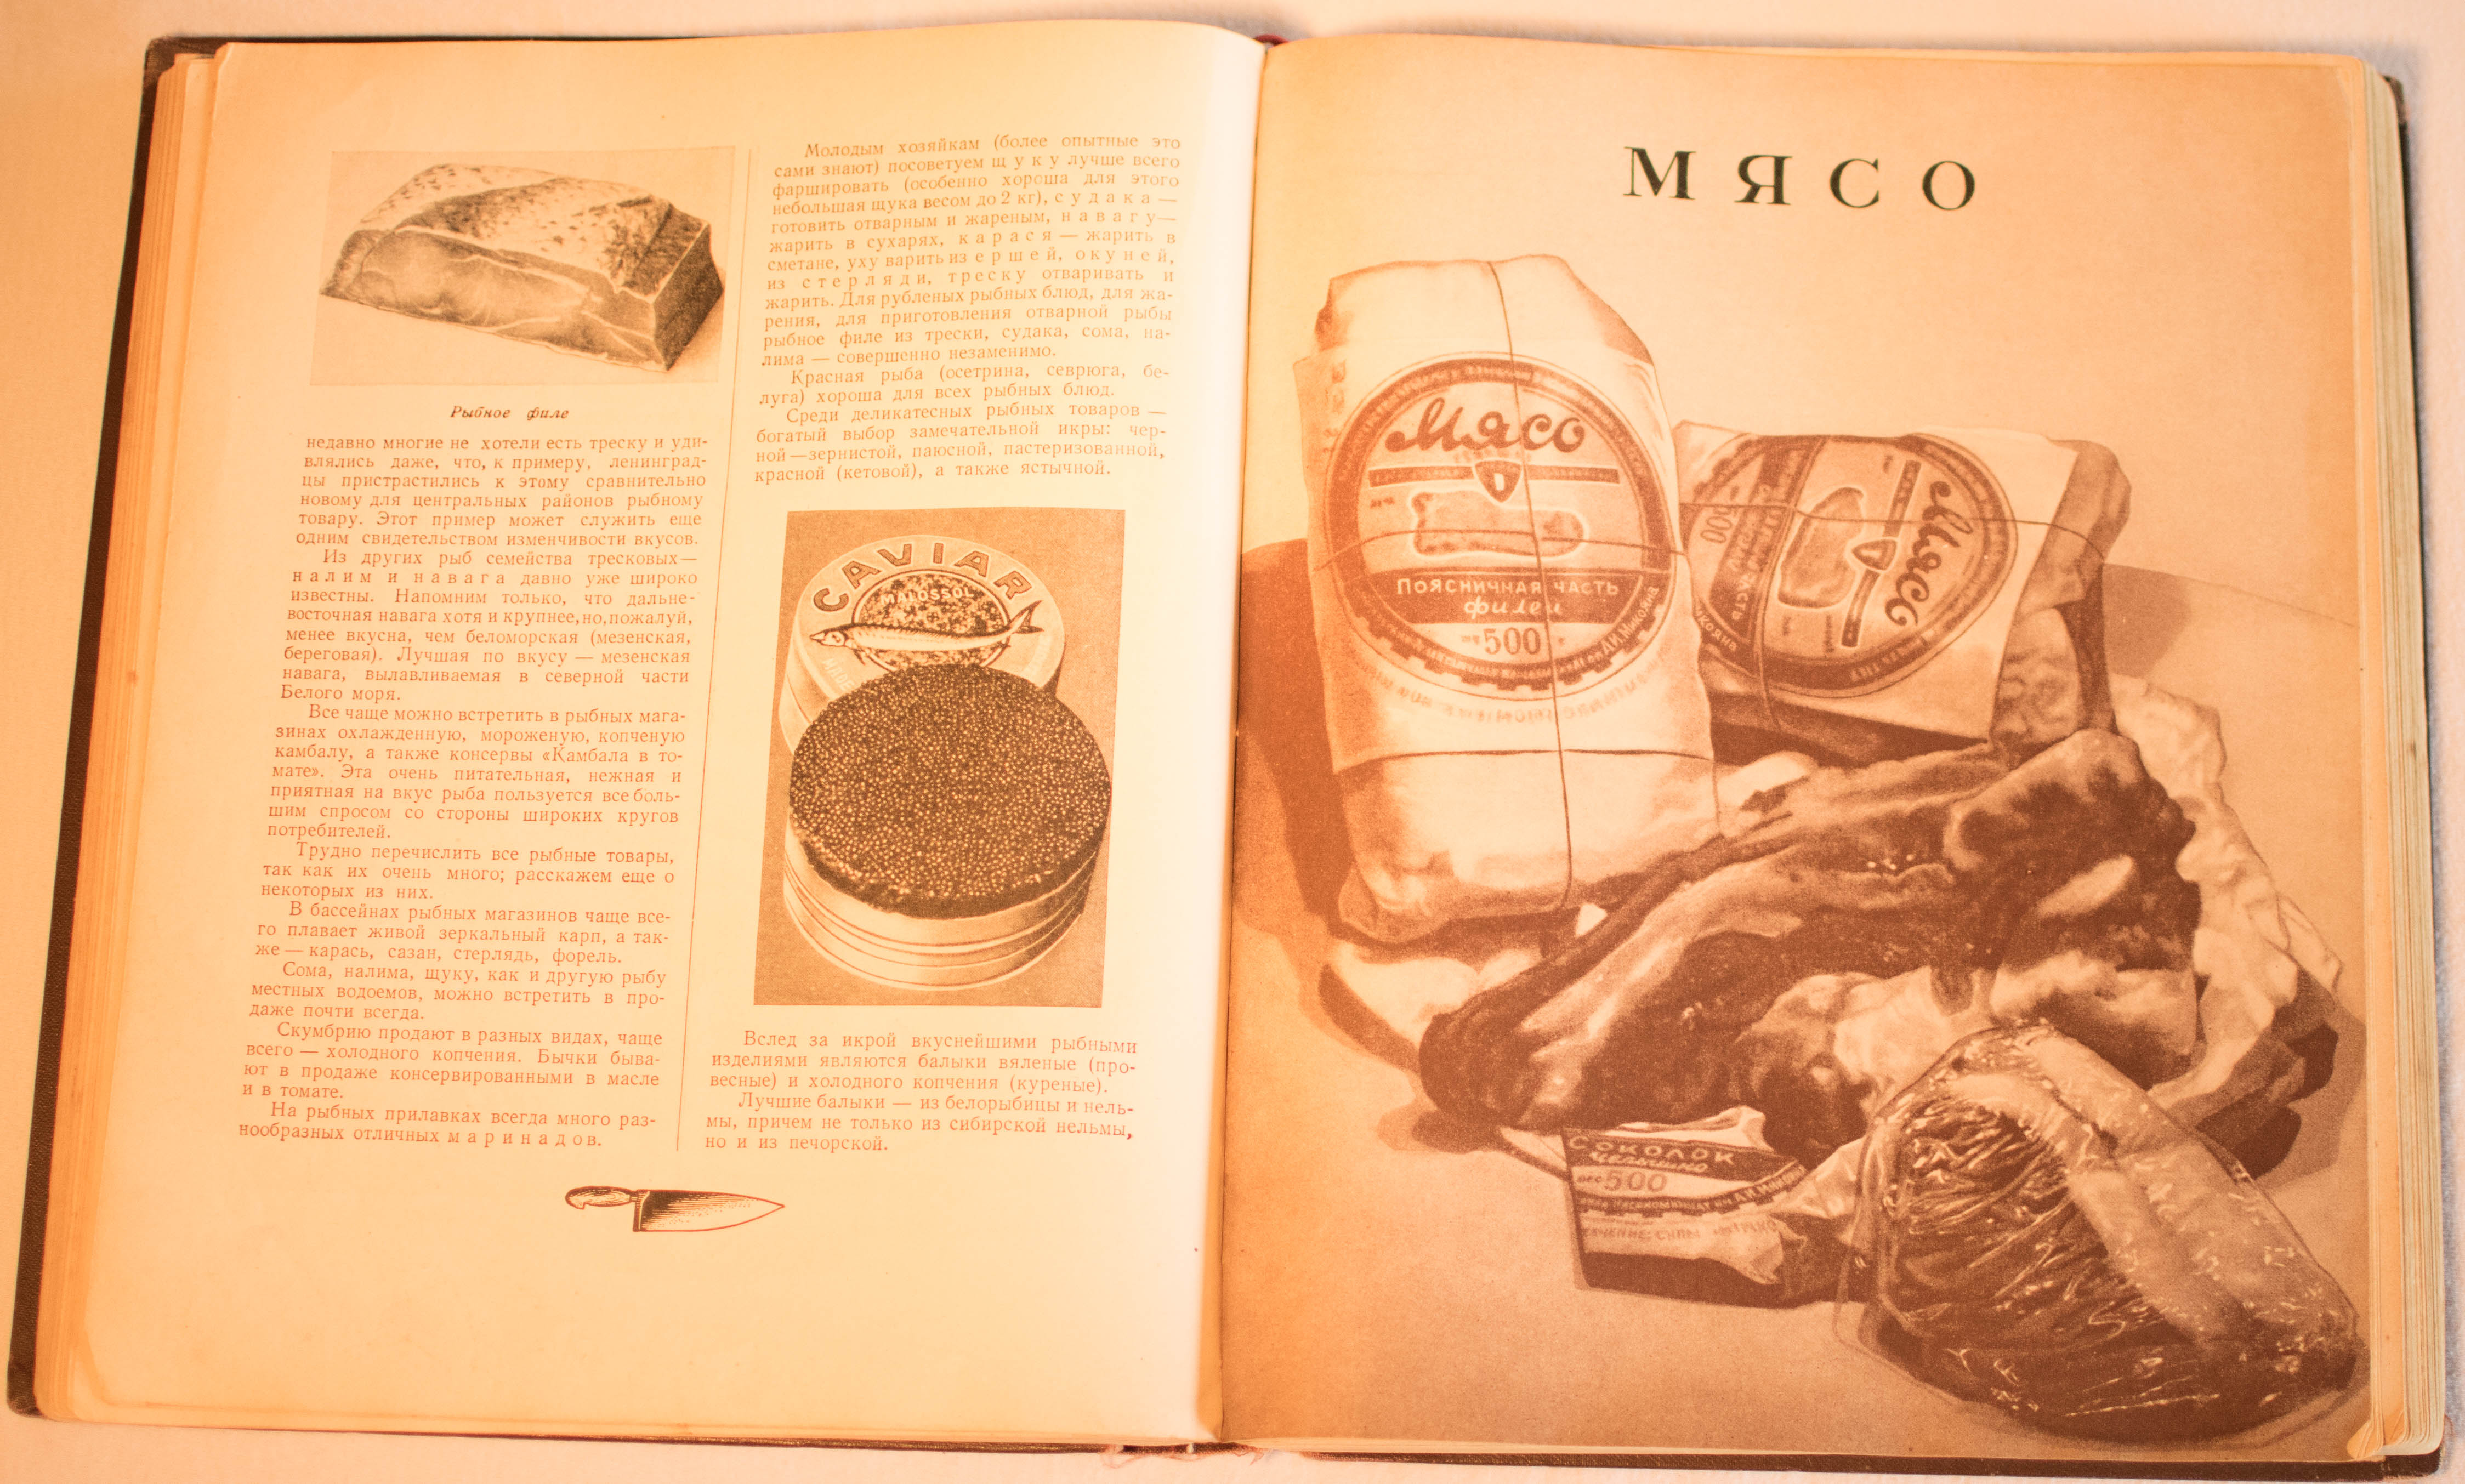 Рыбное филе
недавно многие не хотели есть треску и уди-
влялись даже, что, к примеру, ленинград-
цы пристрастились к этому сравнительно
новому для центральных районов рыбному
товару. Этот пример может служить еще
одним свидетельством изменчивости вкусов.
Из других рыб семейства тресковых —
налим и навага давно уже широко
известны. Напомним только, что дальне-
восточная навага хотя и крупнее, но, пожалуй,
менее вкусна, чем беломорская (мезенская,
береговая). Лучшая по вкусу — мезенская
навага, вылавливаемая в северной части
Белого моря.
Все чаще можно встретить в рыбных мага-
зинах охлажденную, мороженую, копченую
камбалу, а также консервы «Камбала в то-
мате». Эта очень питательная, нежная и
приятная на вкус рыба пользуется все боль-
шим спросом со стороны широких кругов
потребителей.
Трудно перечислить все рыбные товары,
так как их очень много; расскажем еще о
некоторых из них.
В бассейнах рыбных магазинов чаще все-
го плавает живой зеркальный карп, а так-
же — карась, сазан, стерлядь, форель.
Сома, налима, щуку, как и другую рыбу
местных водоемов, можно встретить в про-
даже почти всегда.
Скумбрию продают в разных видах, чаще
всего — холодного копчения. Бычки быва-
ют в продаже консервированными в масле
и в томате.
На рыбных прилавках всегда много раз-
нообразных отличных маринадов.
Молодым хозяйкам (более опытные это
сами знают) посоветуем щуку лучше всего
фаршировать (особенно хороша для этого
небольшая щука весом до 2 кг), судака —
готовить отварным и жареным, навагу —
жарить в сухарях, карася — жарить в
сметане, уху варить из ершей, окуней,
из стерляди, треску отваривать и
жарить. Для рубленых рыбных блюд, для жа-
рения, для приготовления отварной рыбы
рыбное филе из трески, судака, сома, на-
лима — совершенно незаменимо.
Красная рыба (осетрина, севрюга, бе-
луга) хороша для всех рыбных блюд.
Среди деликатесных рыбных товаров —
богатый выбор замечательной икры: чер-
ной — зернистой, паюсной, пастеризованной,
красной (кетовой), а также ястычной.
CAVIAR
MALOSSOL
Вслед за икрой вкуснейшими рыбными
изделиями являются балыки вяленые (про-
весные) и холодного копчения (куреные).
Лучшие балыки — из белорыбицы и нель-
мы, причем не только из сибирской нельмы,
но и из печорской.
МЯСО
Мясо
Поясничная часть
филей
500
А.И. Микояна
Мясо
500
Соколок
вес 500